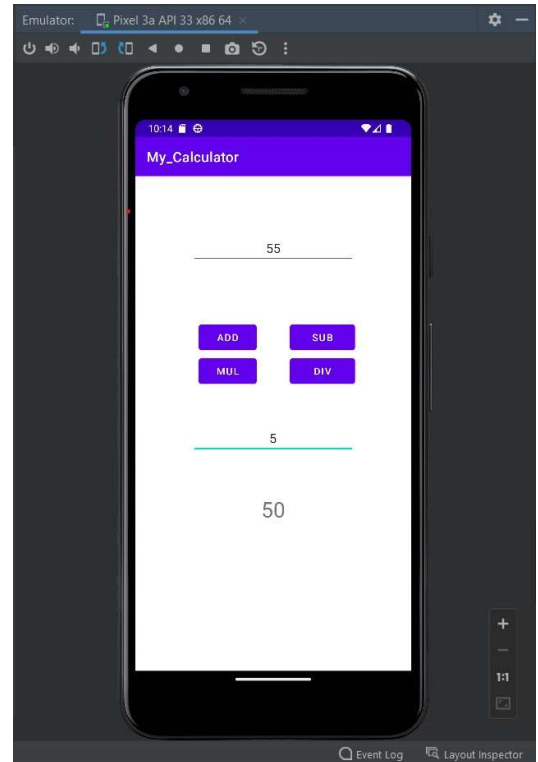 Emulator: Pixel 3a API 33 x86 64
10:14
My_Calculator
55
ADD SUB
MUL DIV
5
50
1:1
Event Log Layout Inspector